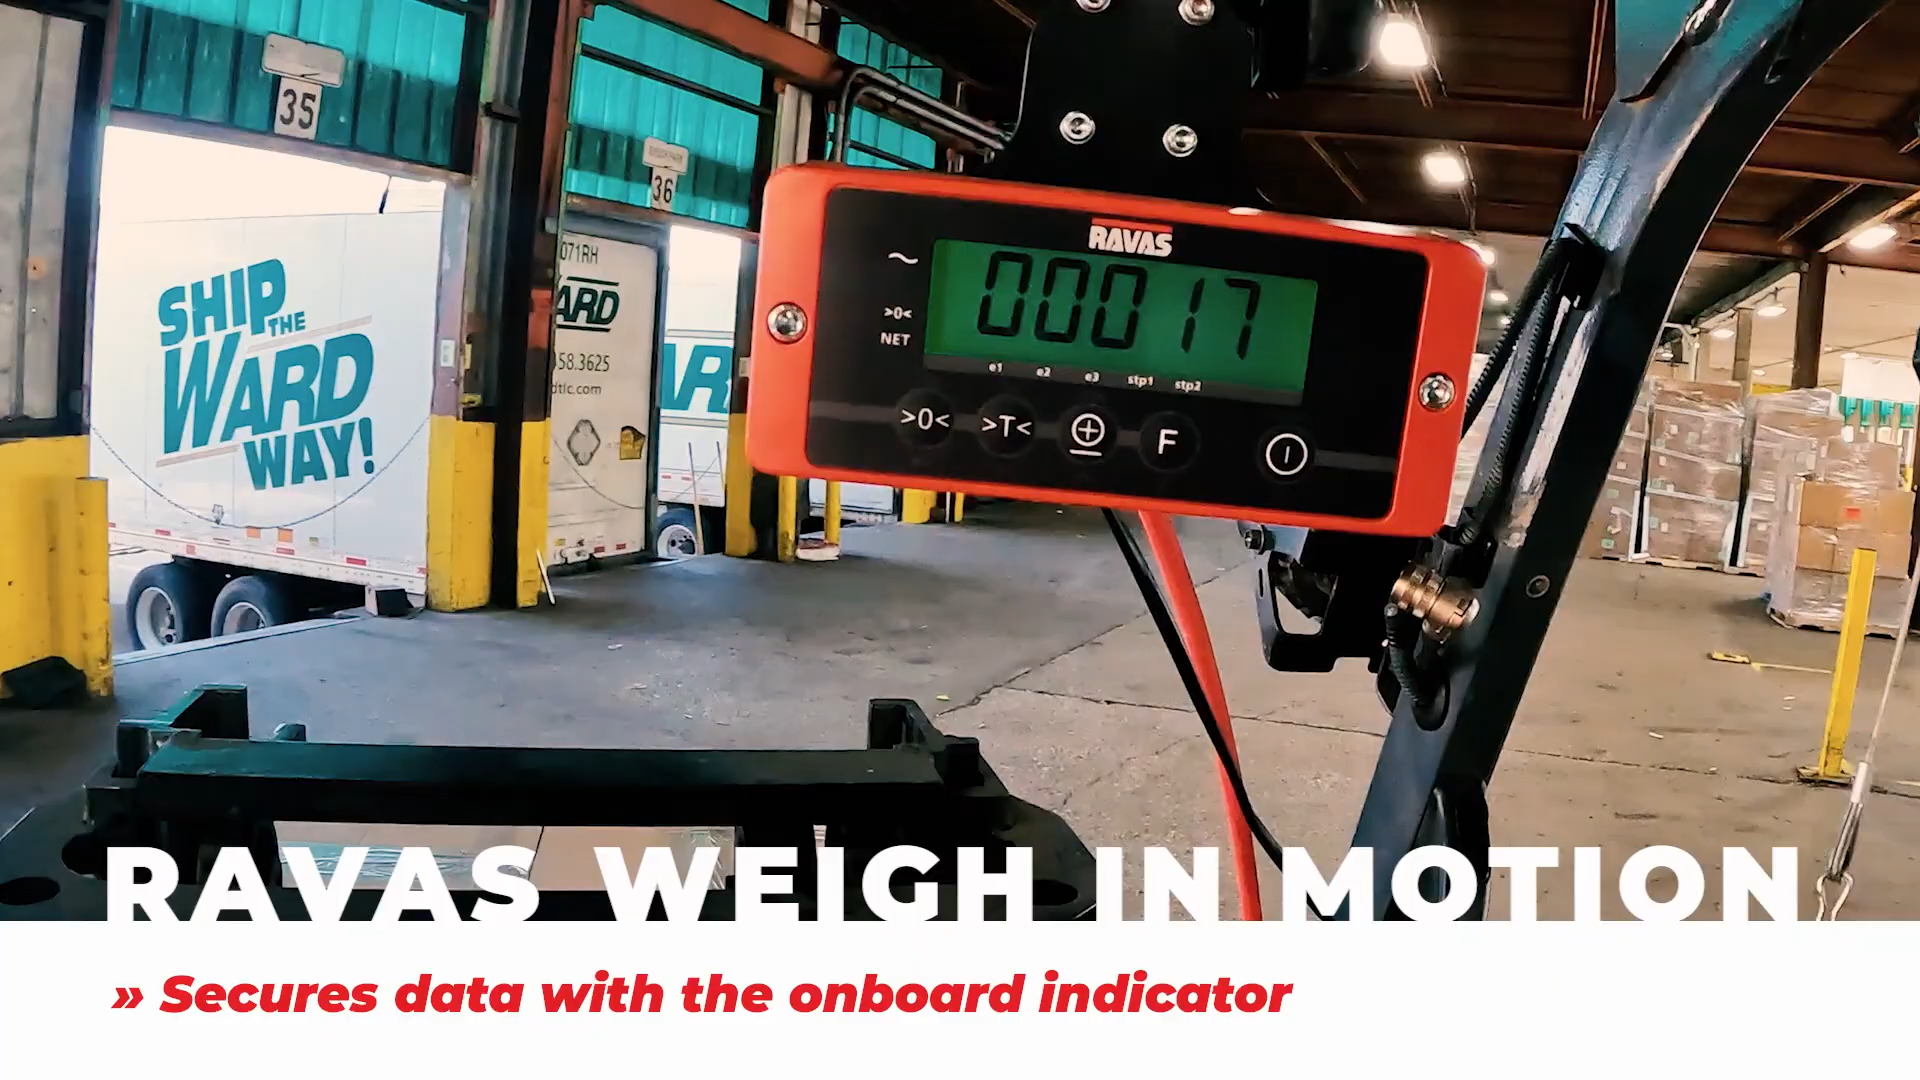 35
36
071RH
ARD
58.3625
dtlc.com
SHIP
THE
WARD
WAY!
AR
RAVAS
00017
>0<
NET
e1 e2 e3 stp1 stp2
>0< >T< F
RAVAS WEIGH IN MOTION
» Secures data with the onboard indicator